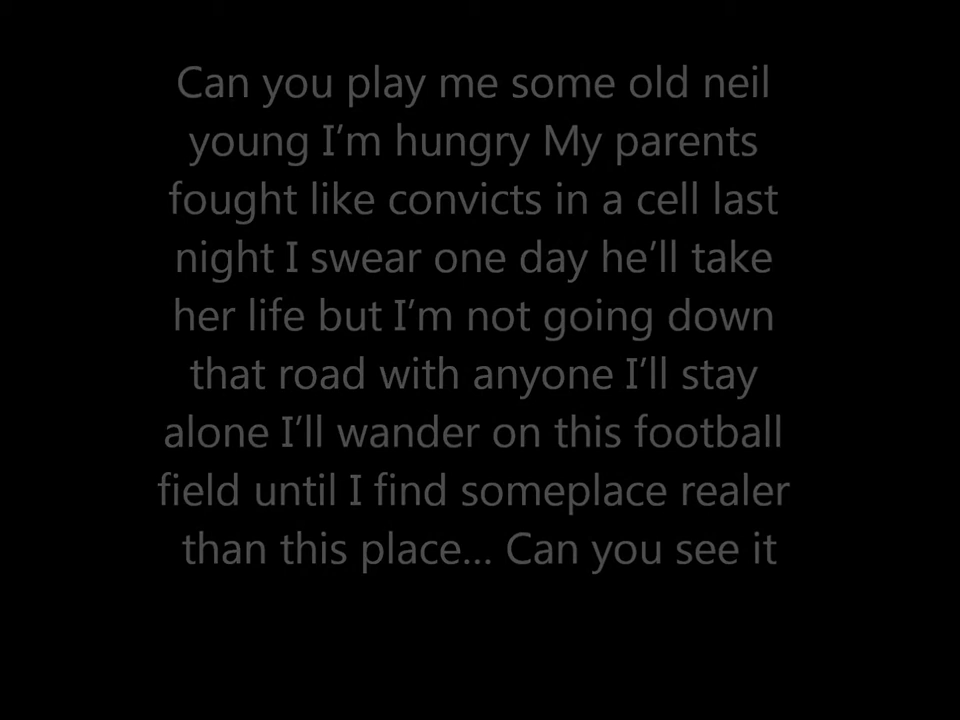 Can you play me some old neil
young I’m hungry My parents
fought like convicts in a cell last
night I swear one day he’ll take
her life but I’m not going down
that road with anyone I’ll stay
alone I’ll wander on this football
field until I find someplace realer
than this place… Can you see it